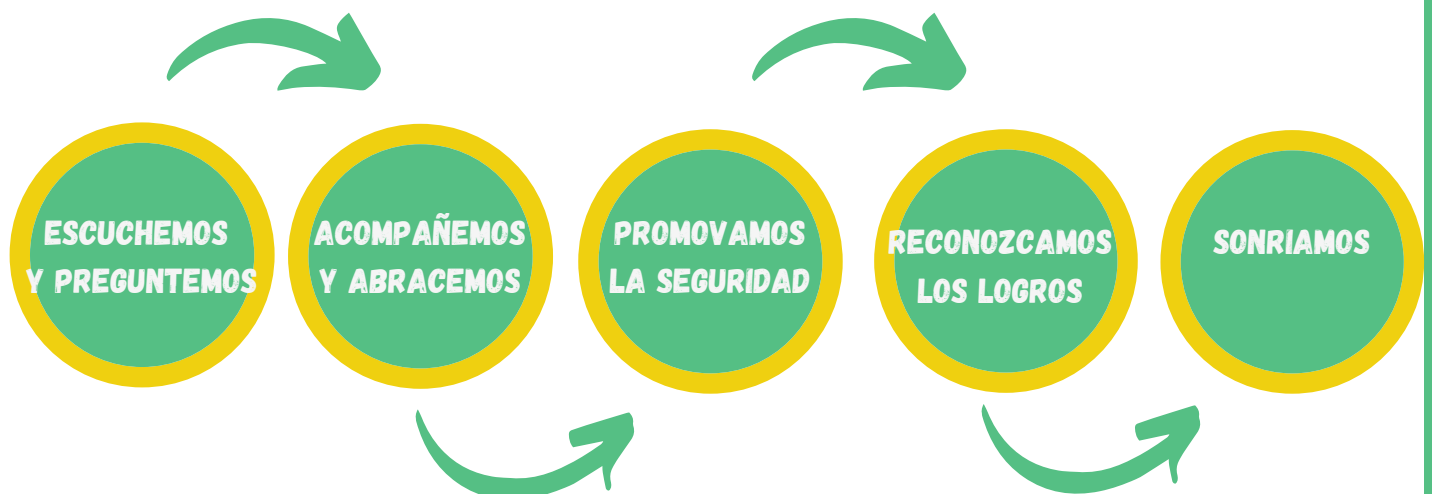 ESCUCHEMOS
Y PREGUNTEMOS
ACOMPAÑEMOS
Y ABRACEMOS
PROMOVAMOS
LA SEGURIDAD
RECONOZCAMOS
LOS LOGROS
SONRIAMOS